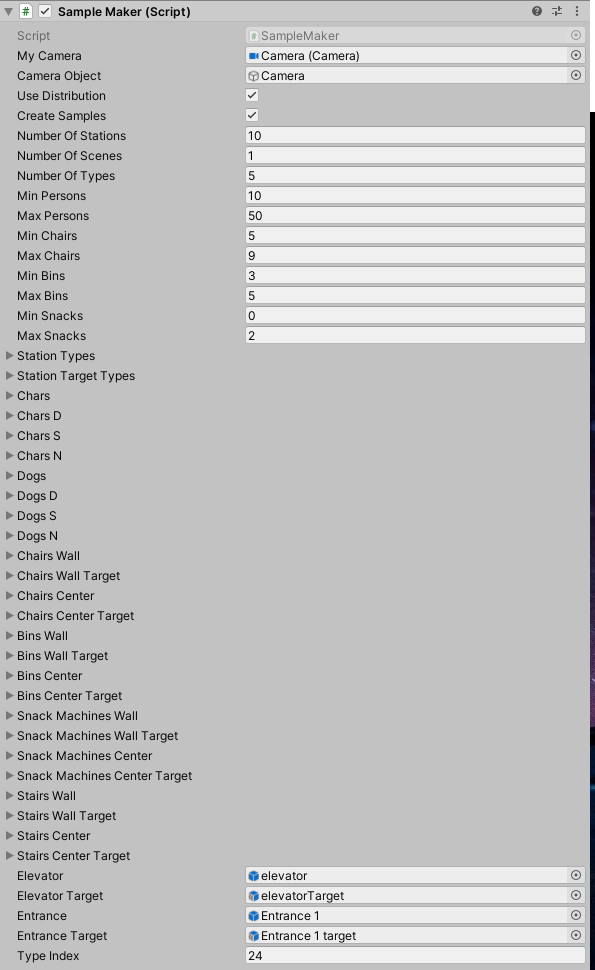 Sample Maker (Script)
Script SampleMaker
My Camera Camera (Camera)
Camera Object Camera
Use Distribution
Create Samples
Number Of Stations 10
Number Of Scenes 1
Number Of Types 5
Min Persons 10
Max Persons 50
Min Chairs 5
Max Chairs 9
Min Bins 3
Max Bins 5
Min Snacks 0
Max Snacks 2
Station Types
Station Target Types
Chars
Chars D
Chars S
Chars N
Dogs
Dogs D
Dogs S
Dogs N
Chairs Wall
Chairs Wall Target
Chairs Center
Chairs Center Target
Bins Wall
Bins Wall Target
Bins Center
Bins Center Target
Snack Machines Wall
Snack Machines Wall Target
Snack Machines Center
Snack Machines Center Target
Stairs Wall
Stairs Wall Target
Stairs Center
Stairs Center Target
Elevator elevator
Elevator Target elevatorTarget
Entrance Entrance 1
Entrance Target Entrance 1 target
Type Index 24